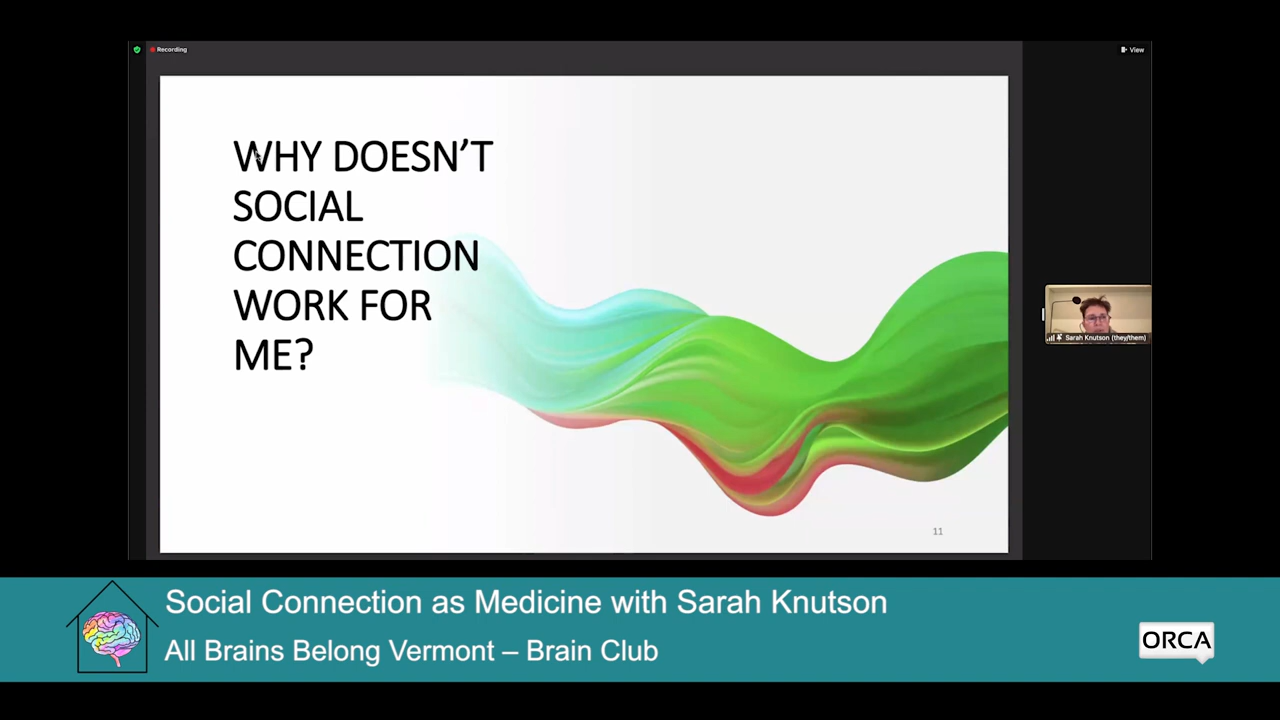 Recording
View
WHY DOESN'T
SOCIAL
CONNECTION
WORK FOR
ME?
Sarah Knutson (they/them)
11
Social Connection as Medicine with Sarah Knutson
All Brains Belong Vermont – Brain Club
ORCA